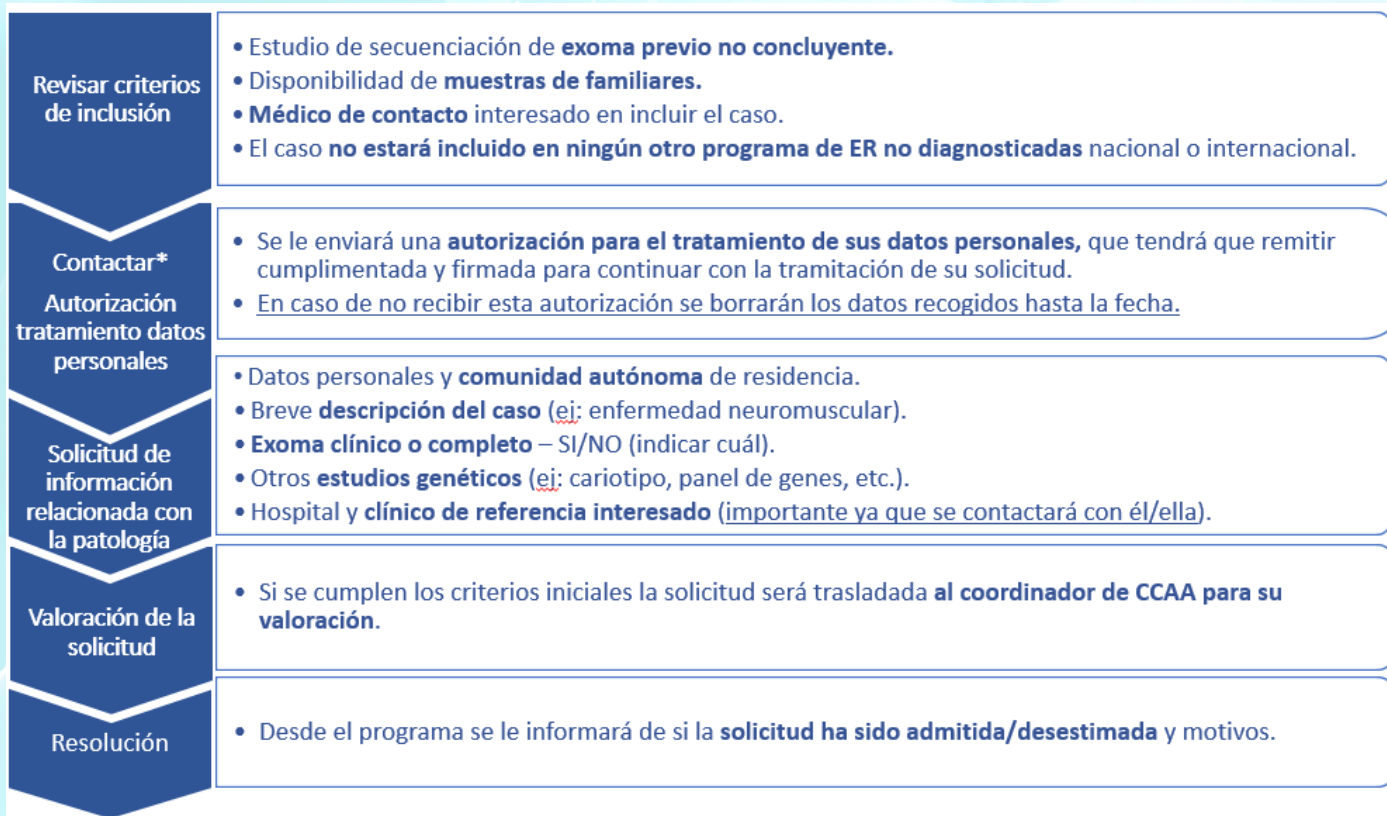 Revisar criterios
de inclusión
• Estudio de secuenciación de exoma previo no concluyente.
• Disponibilidad de muestras de familiares.
• Médico de contacto interesado en incluir el caso.
• El caso no estará incluido en ningún otro programa de ER no diagnosticadas nacional o internacional.
Contactar*
Autorización
tratamiento datos
personales
• Se le enviará una autorización para el tratamiento de sus datos personales, que tendrá que remitir
cumplimentada y firmada para continuar con la tramitación de su solicitud.
• En caso de no recibir esta autorización se borrarán los datos recogidos hasta la fecha.
Solicitud de
información
relacionada con
la patología
• Datos personales y comunidad autónoma de residencia.
• Breve descripción del caso (ej: enfermedad neuromuscular).
• Exoma clínico o completo – SI/NO (indicar cuál).
• Otros estudios genéticos (ej: cariotipo, panel de genes, etc.).
• Hospital y clínico de referencia interesado (importante ya que se contactará con él/ella).
Valoración de la
solicitud
• Si se cumplen los criterios iniciales la solicitud será trasladada al coordinador de CCAA para su
valoración.
Resolución
• Desde el programa se le informará de si la solicitud ha sido admitida/desestimada y motivos.